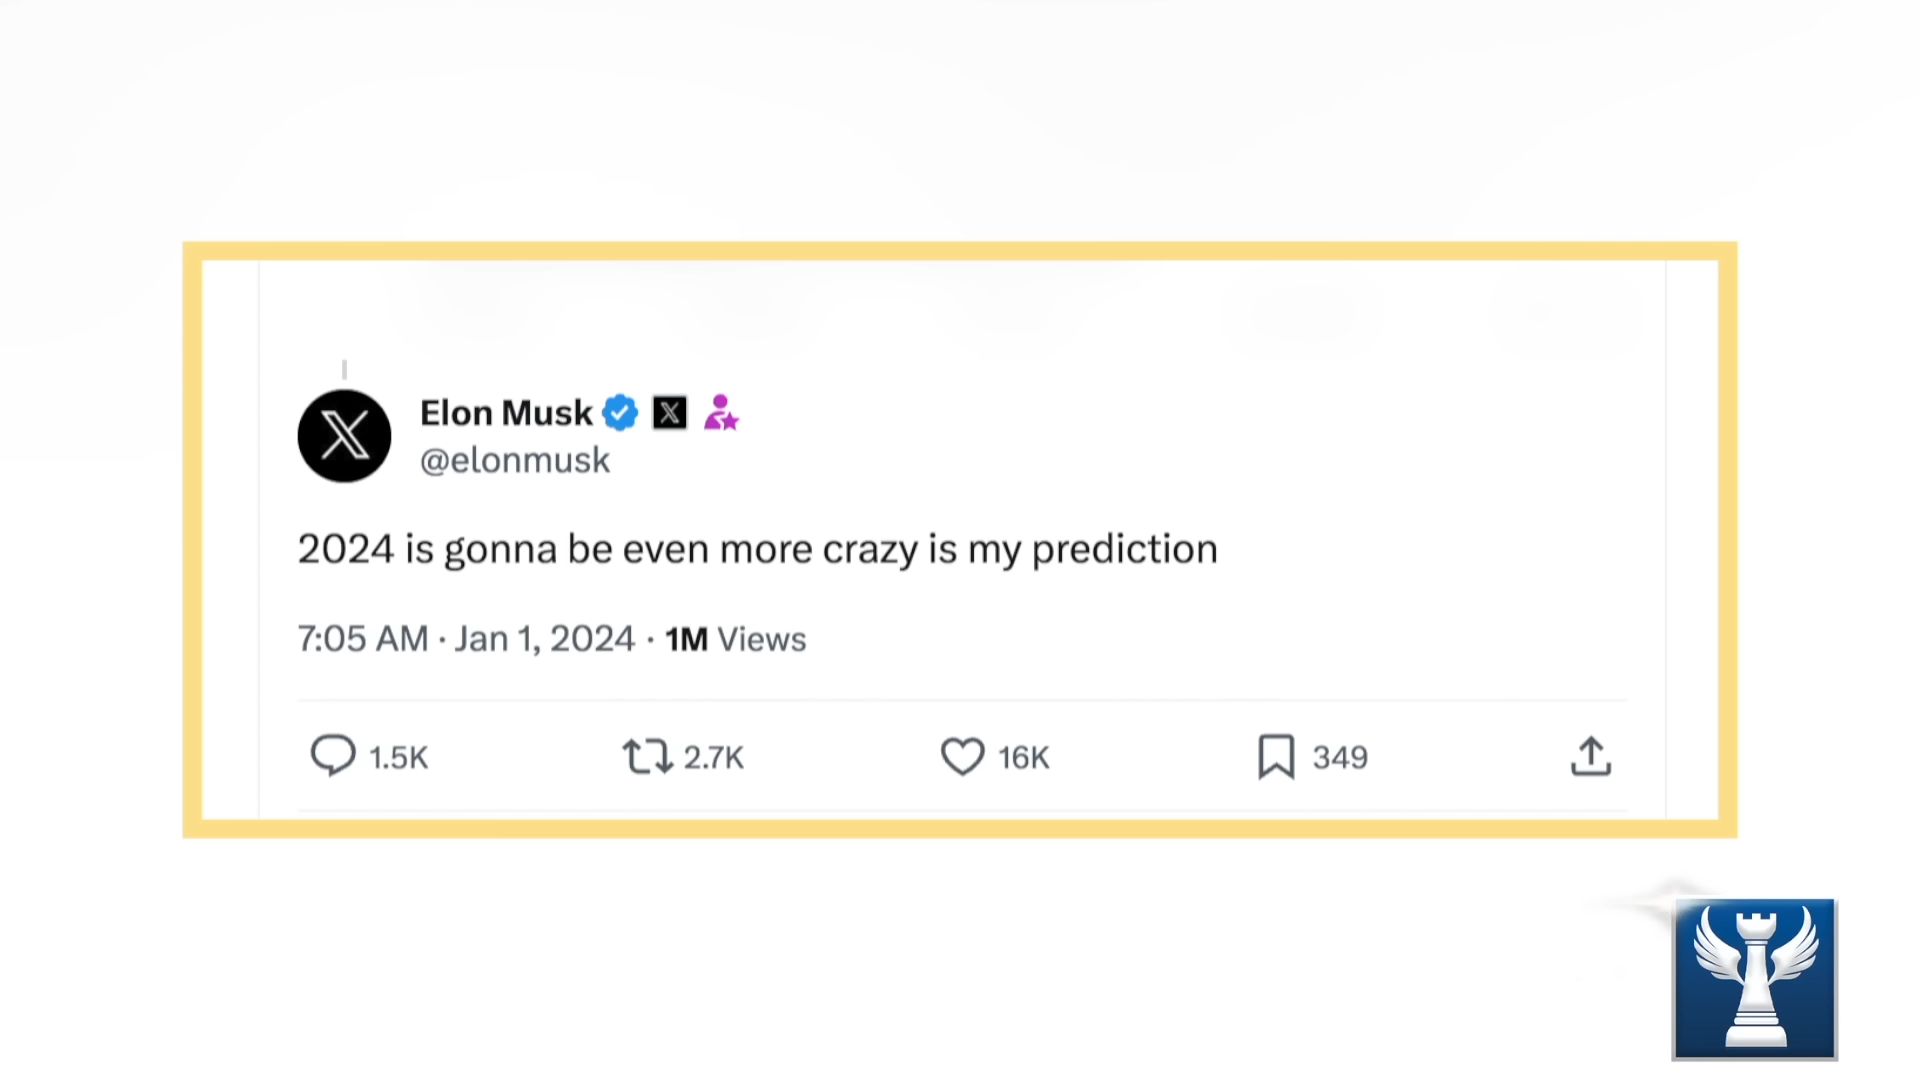 Elon Musk
@elonmusk
2024 is gonna be even more crazy is my prediction
7:05 AM · Jan 1, 2024 · 1M Views
1.5K 2.7K 16K 349